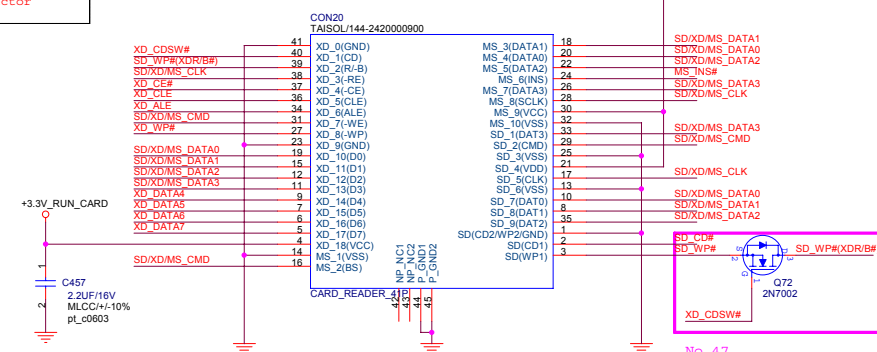 ctor
CON20
TAISOL/144-2420000900
XD_CDSW#
SD_WP#(XDR/B#)
SD/XD/MS_CLK
XD_CE#
XD_CLE
XD_ALE
SD/XD/MS_CMD
XD_WP#
SD/XD/MS_DATA0
SD/XD/MS_DATA1
SD/XD/MS_DATA2
SD/XD/MS_DATA3
XD_DATA4
XD_DATA5
XD_DATA6
XD_DATA7
SD/XD/MS_CMD
41 XD_0(GND)
40 XD_1(CD)
39 XD_2(R/-B)
38 XD_3(-RE)
37 XD_4(-CE)
36 XD_5(CLE)
34 XD_6(ALE)
31 XD_7(-WE)
27 XD_8(-WP)
23 XD_9(GND)
19 XD_10(D0)
15 XD_11(D1)
12 XD_12(D2)
11 XD_13(D3)
9 XD_14(D4)
7 XD_15(D5)
6 XD_16(D6)
5 XD_17(D7)
4 XD_18(VCC)
14 MS_1(VSS)
16 MS_2(BS)
MS_3(DATA1) 18
MS_4(DATA0) 20
MS_5(DATA2) 22
MS_6(INS) 24
MS_7(DATA3) 26
MS_8(SCLK) 28
MS_9(VCC) 30
MS_10(VSS) 32
SD_1(DAT3) 33
SD_2(CMD) 29
SD_3(VSS) 25
SD_4(VDD) 21
SD_5(CLK) 17
SD_6(VSS) 13
SD_7(DAT0) 10
SD_8(DAT1) 8
SD_9(DAT2) 35
SD(CD2/WP2/GND) 1
SD(CD1) 2
SD(WP1) 3
SD/XD/MS_DATA1
SD/XD/MS_DATA0
SD/XD/MS_DATA2
MS_INS#
SD/XD/MS_DATA3
SD/XD/MS_CLK
SD/XD/MS_DATA3
SD/XD/MS_CMD
SD/XD/MS_CLK
SD/XD/MS_DATA0
SD/XD/MS_DATA1
SD/XD/MS_DATA2
SD_CD#
SD_WP#
NP_NC1
NP_NC2
P_GND1
P_GND2
CARD_READER_41P
42
43
44
45
+3.3V_RUN_CARD
1
2
C457
2.2UF/16V
MLCC/+/-10%
pt_c0603
S 2
D 3
G
1
SD_WP#(XDR/B#
Q72
2N7002
XD_CDSW#
No 47